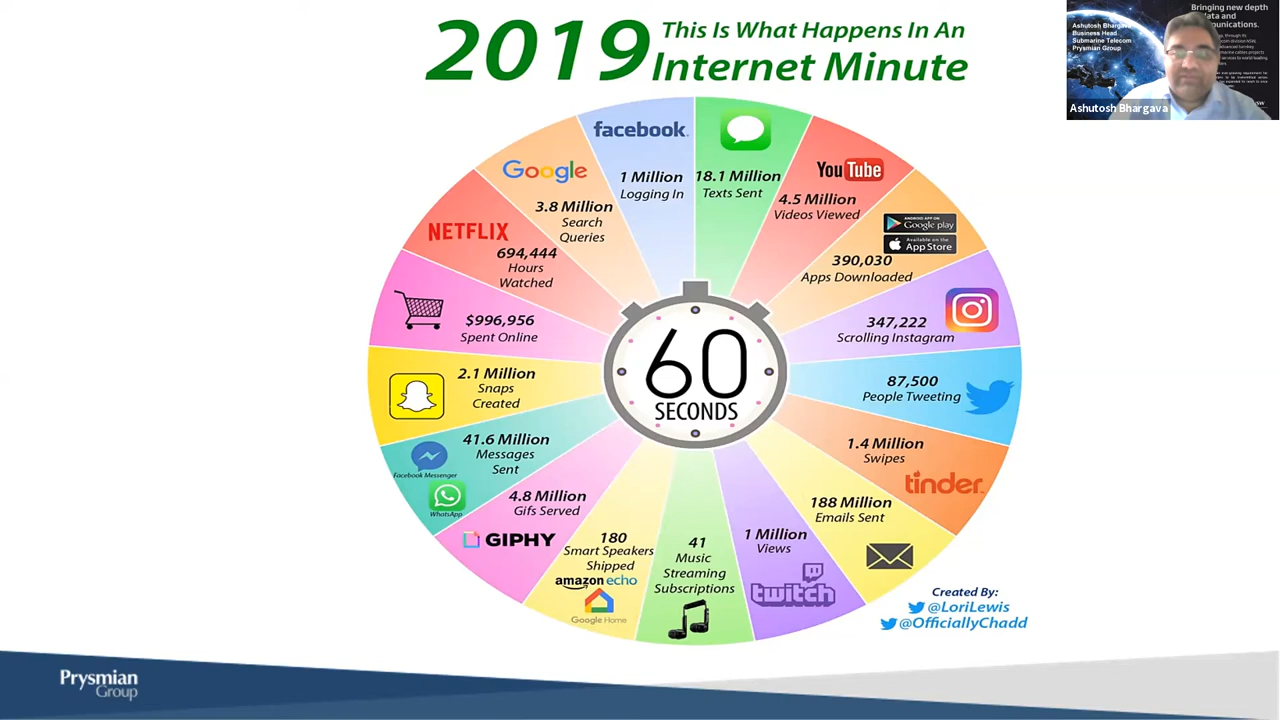 2019 This Is What Happens In An
Internet Minute
facebook.
1 Million
Logging In
18.1 Million
Texts Sent
YouTube
4.5 Million
Videos Viewed
ANDROID APP ON
Google play
Available on the
App Store
390,030
Apps Downloaded
347,222
Scrolling Instagram
87,500
People Tweeting
1.4 Million
Swipes
tinder
188 Million
Emails Sent
1 Million
Views
twitch
41
Music
Streaming
Subscriptions
180
Smart Speakers
Shipped
amazon echo
Google Home
4.8 Million
Gifs Served
GIPHY
41.6 Million
Messages
Sent
Facebook Messenger
WhatsApp
2.1 Million
Snaps
Created
$996,956
Spent Online
NETFLIX
694,444
Hours
Watched
Google
3.8 Million
Search
Queries
60
SECONDS
Created By:
@LoriLewis
@OfficiallyChadd
Prysmian
Group
Ashutosh Bhargava
Business Head
Submarine Telecom
Prysmian Group
Bringing new depth
data and
Ashutosh Bhargava